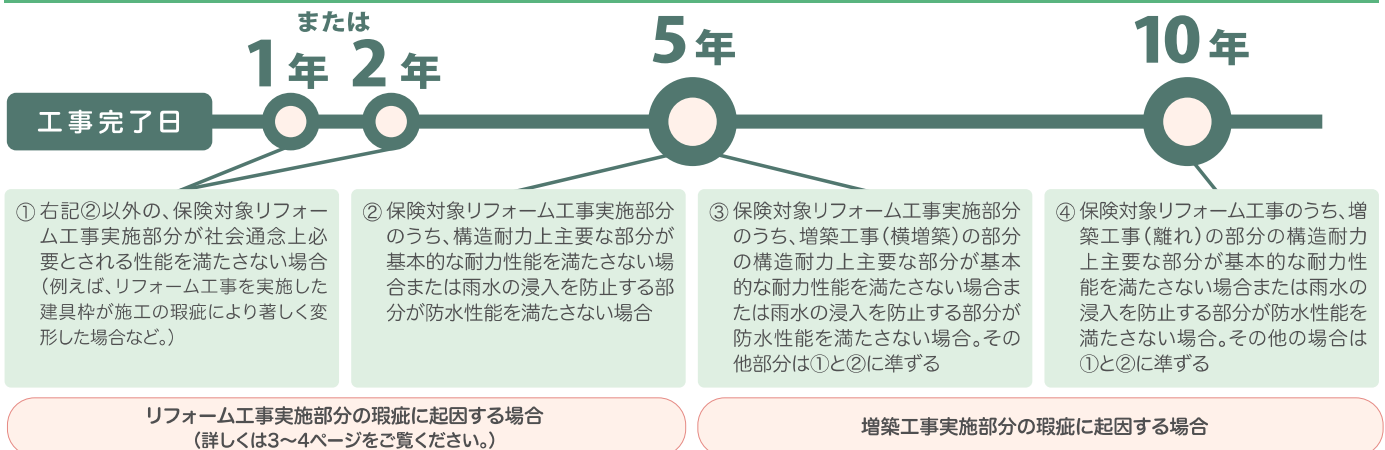 または
1年 2年
5年
10年
工事完了日
① 右記②以外の、保険対象リフォー
ム工事実施部分が社会通念上必
要とされる性能を満たさない場合
（例えば、リフォーム工事を実施した
建具枠が施工の瑕疵により著しく変
形した場合など。）
② 保険対象リフォーム工事実施部分
のうち、構造耐力上主要な部分が
基本的な耐力性能を満たさない場
合または雨水の浸入を防止する部
分が防水性能を満たさない場合
③ 保険対象リフォーム工事実施部分
のうち、増築工事（横増築）の部分
の構造耐力上主要な部分が基本
的な耐力性能を満たさない場合ま
たは雨水の浸入を防止する部分が
防水性能を満たさない場合。その
他部分は①と②に準ずる
④ 保険対象リフォーム工事のうち、増
築工事（離れ）の部分の構造耐力
上主要な部分が基本的な耐力性
能を満たさない場合または雨水の
浸入を防止する部分が防水性能を
満たさない場合。その他の場合は
①と②に準ずる
リフォーム工事実施部分の瑕疵に起因する場合
（詳しくは3〜4ページをご覧ください。）
増築工事実施部分の瑕疵に起因する場合